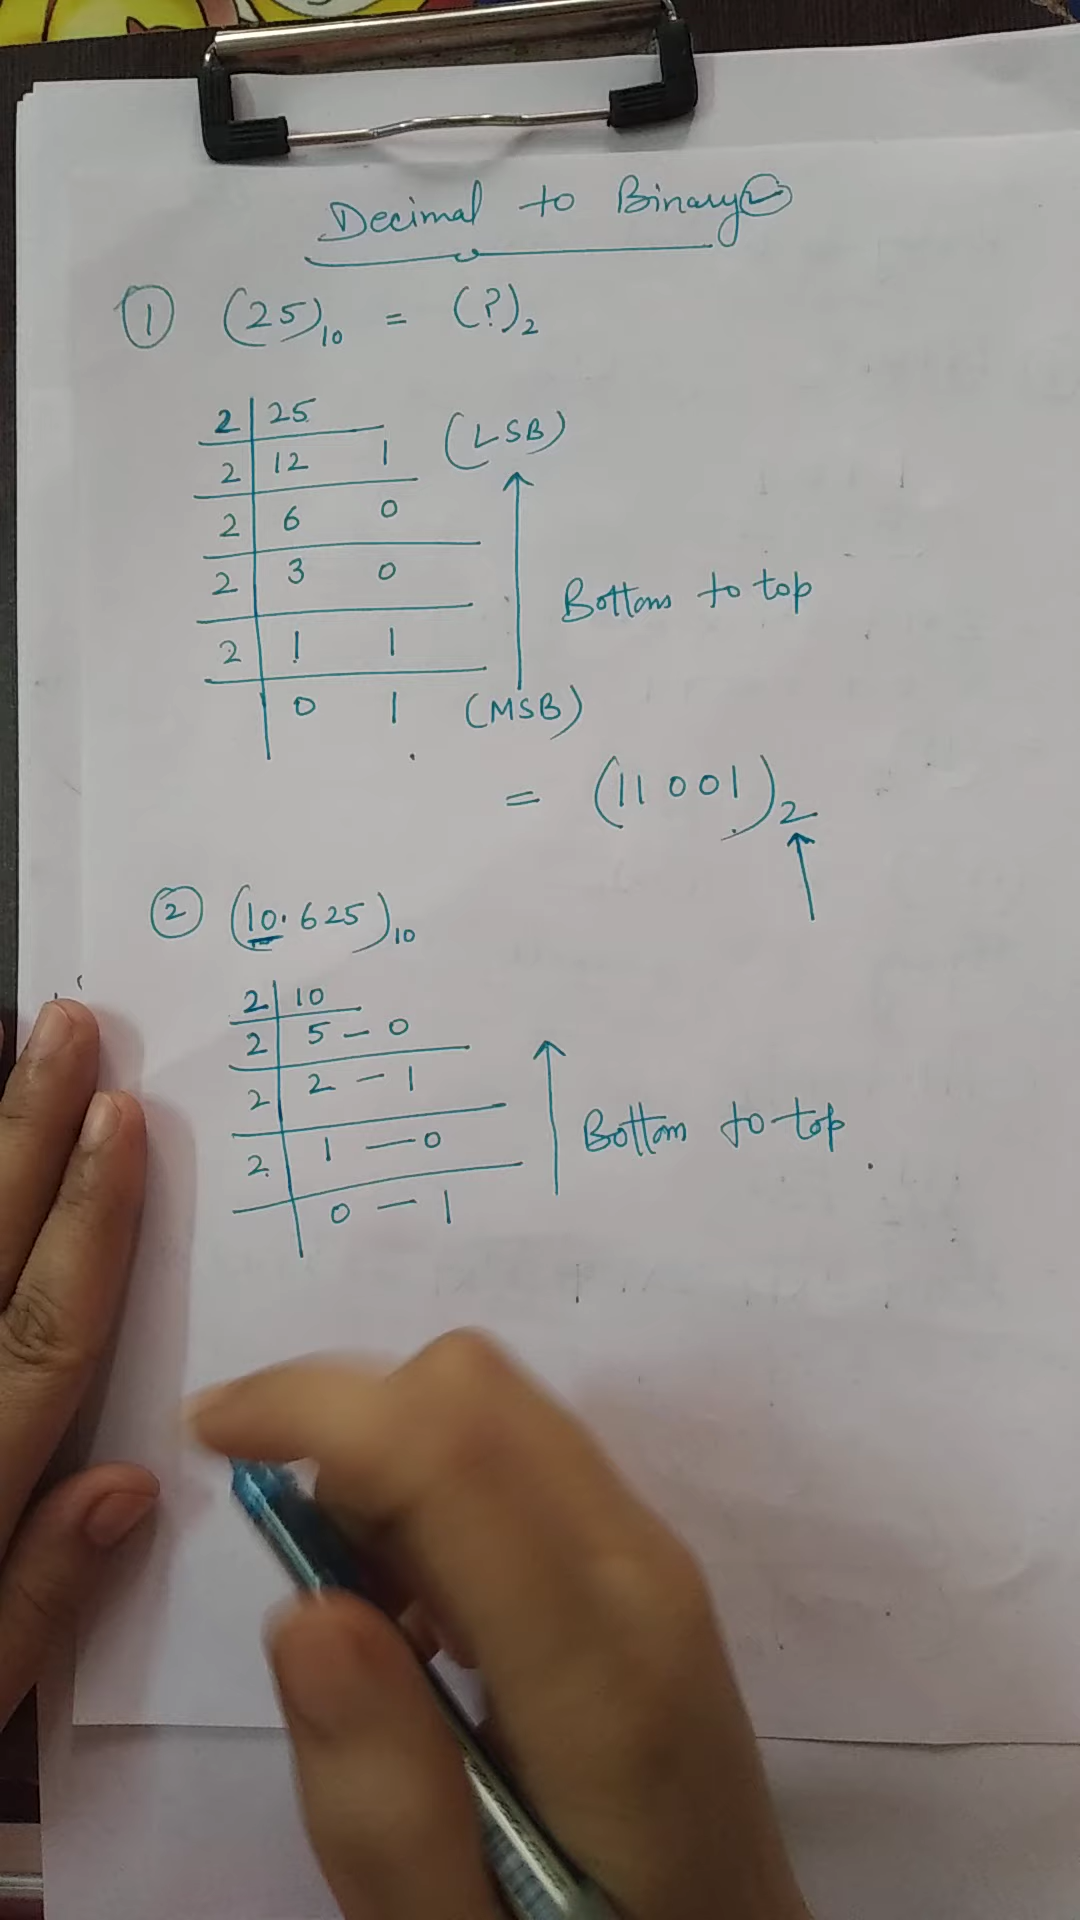 Decimal to Binary
① (25)₁₀ = (?)₂
2 | 25
2 | 12 1 (LSB)
2 | 6 0
2 | 3 0
Bottom to top
2 | 1 1
0 1 (MSB)
= (11001)₂
② (10.625)₁₀
2 | 10
2 | 5 – 0
2 | 2 – 1
Bottom to top
2 | 1 – 0
0 – 1